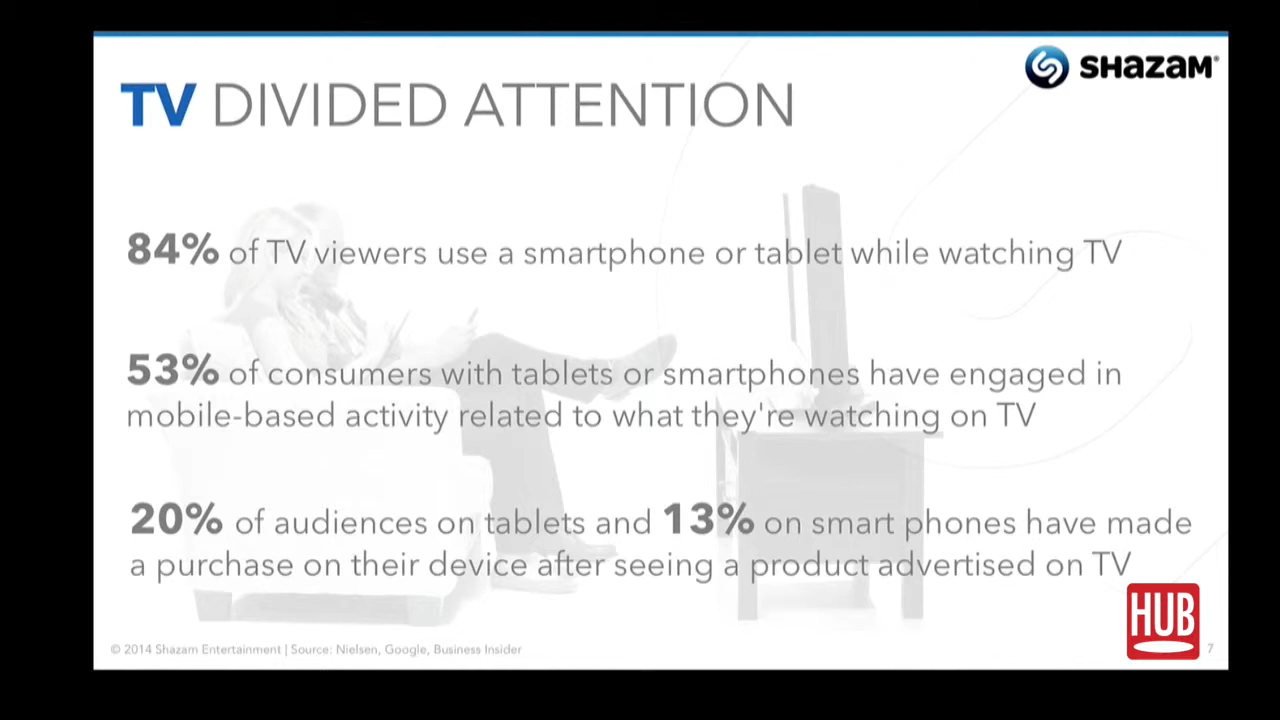 SHAZAM®
TV DIVIDED ATTENTION
84% of TV viewers use a smartphone or tablet while watching TV
53% of consumers with tablets or smartphones have engaged in
mobile-based activity related to what they're watching on TV
20% of audiences on tablets and 13% on smart phones have made
a purchase on their device after seeing a product advertised on TV
HUB
© 2014 Shazam Entertainment | Source: Nielsen, Google, Business Insider
7